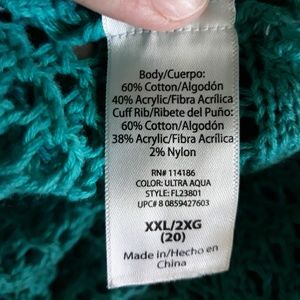 Body/Cuerpo:
60% Cotton/Algodón
40% Acrylic/Fibra Acrílica
Cuff Rib/Ribete del Puño:
60% Cotton/Algodón
38% Acrylic/Fibra Acrílica
2% Nylon
RN# 114186
COLOR: ULTRA AQUA
STYLE: FL23801
UPC# 8 0859427603
XXL/2XG
(20)
Made in/Hecho en
China